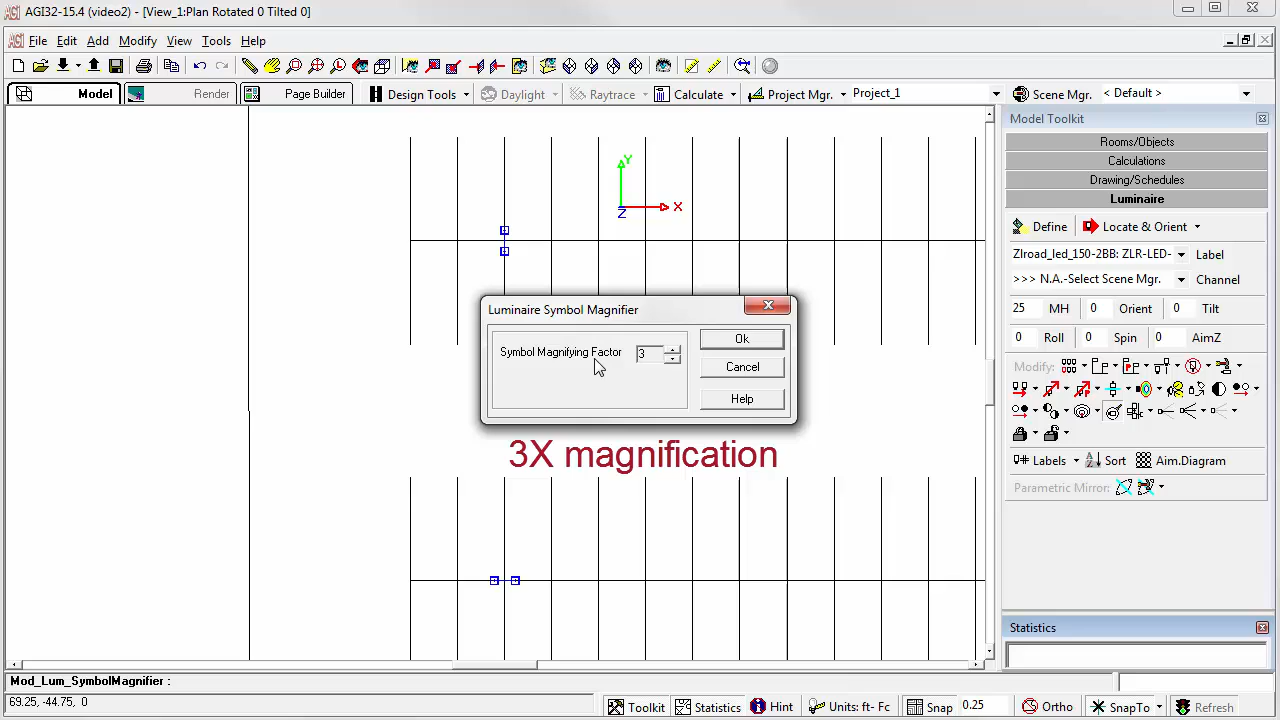 AGI32-15.4 (video2) - [View_1:Plan Rotated 0 Tilted 0]
AGI File Edit Add Modify View Tools Help
Model Render Page Builder Design Tools Daylight Raytrace Calculate Project Mgr. Project_1 Scene Mgr. < Default >
Model Toolkit
Rooms/Objects
Calculations
Drawing/Schedules
Luminaire
Define Locate & Orient
Zlroad_led_150-2BB: ZLR-LED- Label
>>> N.A.-Select Scene Mgr. Channel
25 MH 0 Orient 0 Tilt
0 Roll 0 Spin 0 AimZ
Modify:
Labels Sort Aim.Diagram
Parametric Mirror:
Statistics
Y
X
Z
Luminaire Symbol Magnifier
Symbol Magnifying Factor 3
Ok
Cancel
Help
3X magnification
Mod_Lum_SymbolMagnifier :
69.25, -44.75, 0
Toolkit Statistics Hint Units: ft- Fc Snap 0.25 Ortho SnapTo Refresh